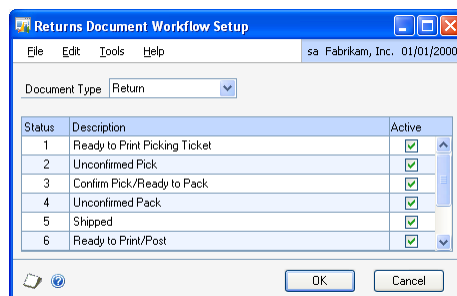 Returns Document Workflow Setup
File Edit Tools Help sa Fabrikam, Inc. 01/01/2000
Document Type Return
Status Description Active
1 Ready to Print Picking Ticket
2 Unconfirmed Pick
3 Confirm Pick/Ready to Pack
4 Unconfirmed Pack
5 Shipped
6 Ready to Print/Post
OK Cancel